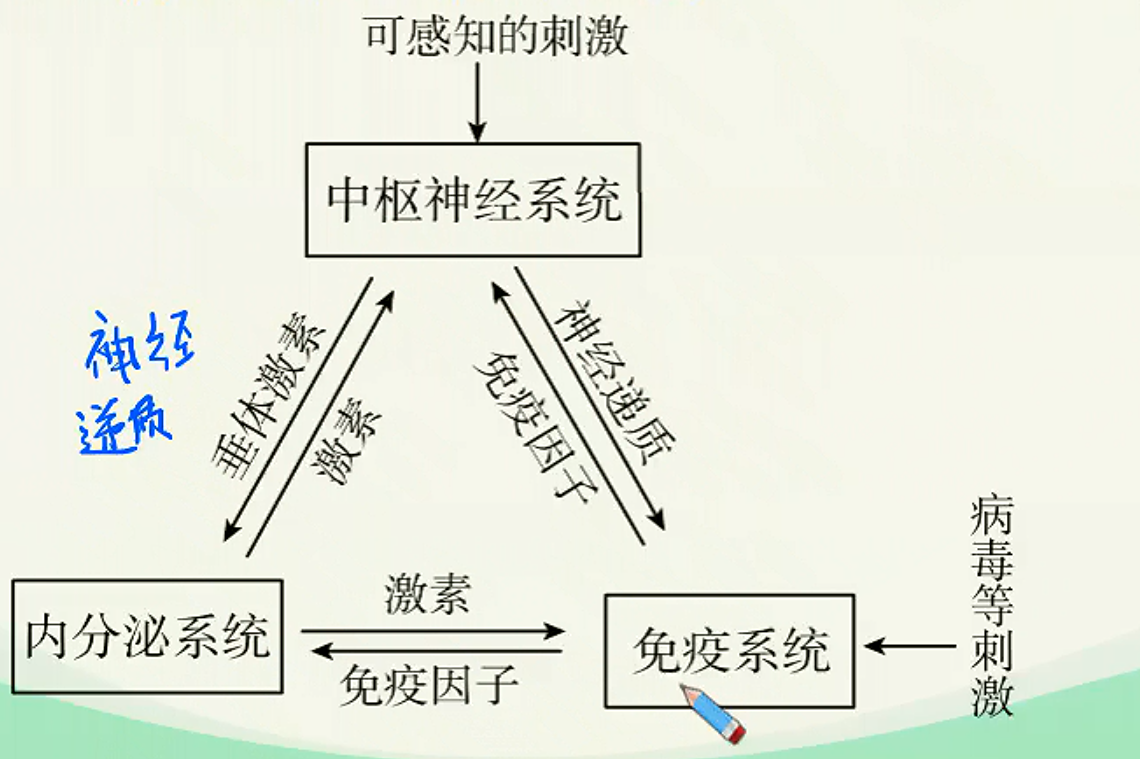 可感知的刺激
中枢神经系统
神经
递质
垂体激素
激素
免疫因子
神经递质
内分泌系统
激素
免疫因子
免疫系统
病毒等刺激